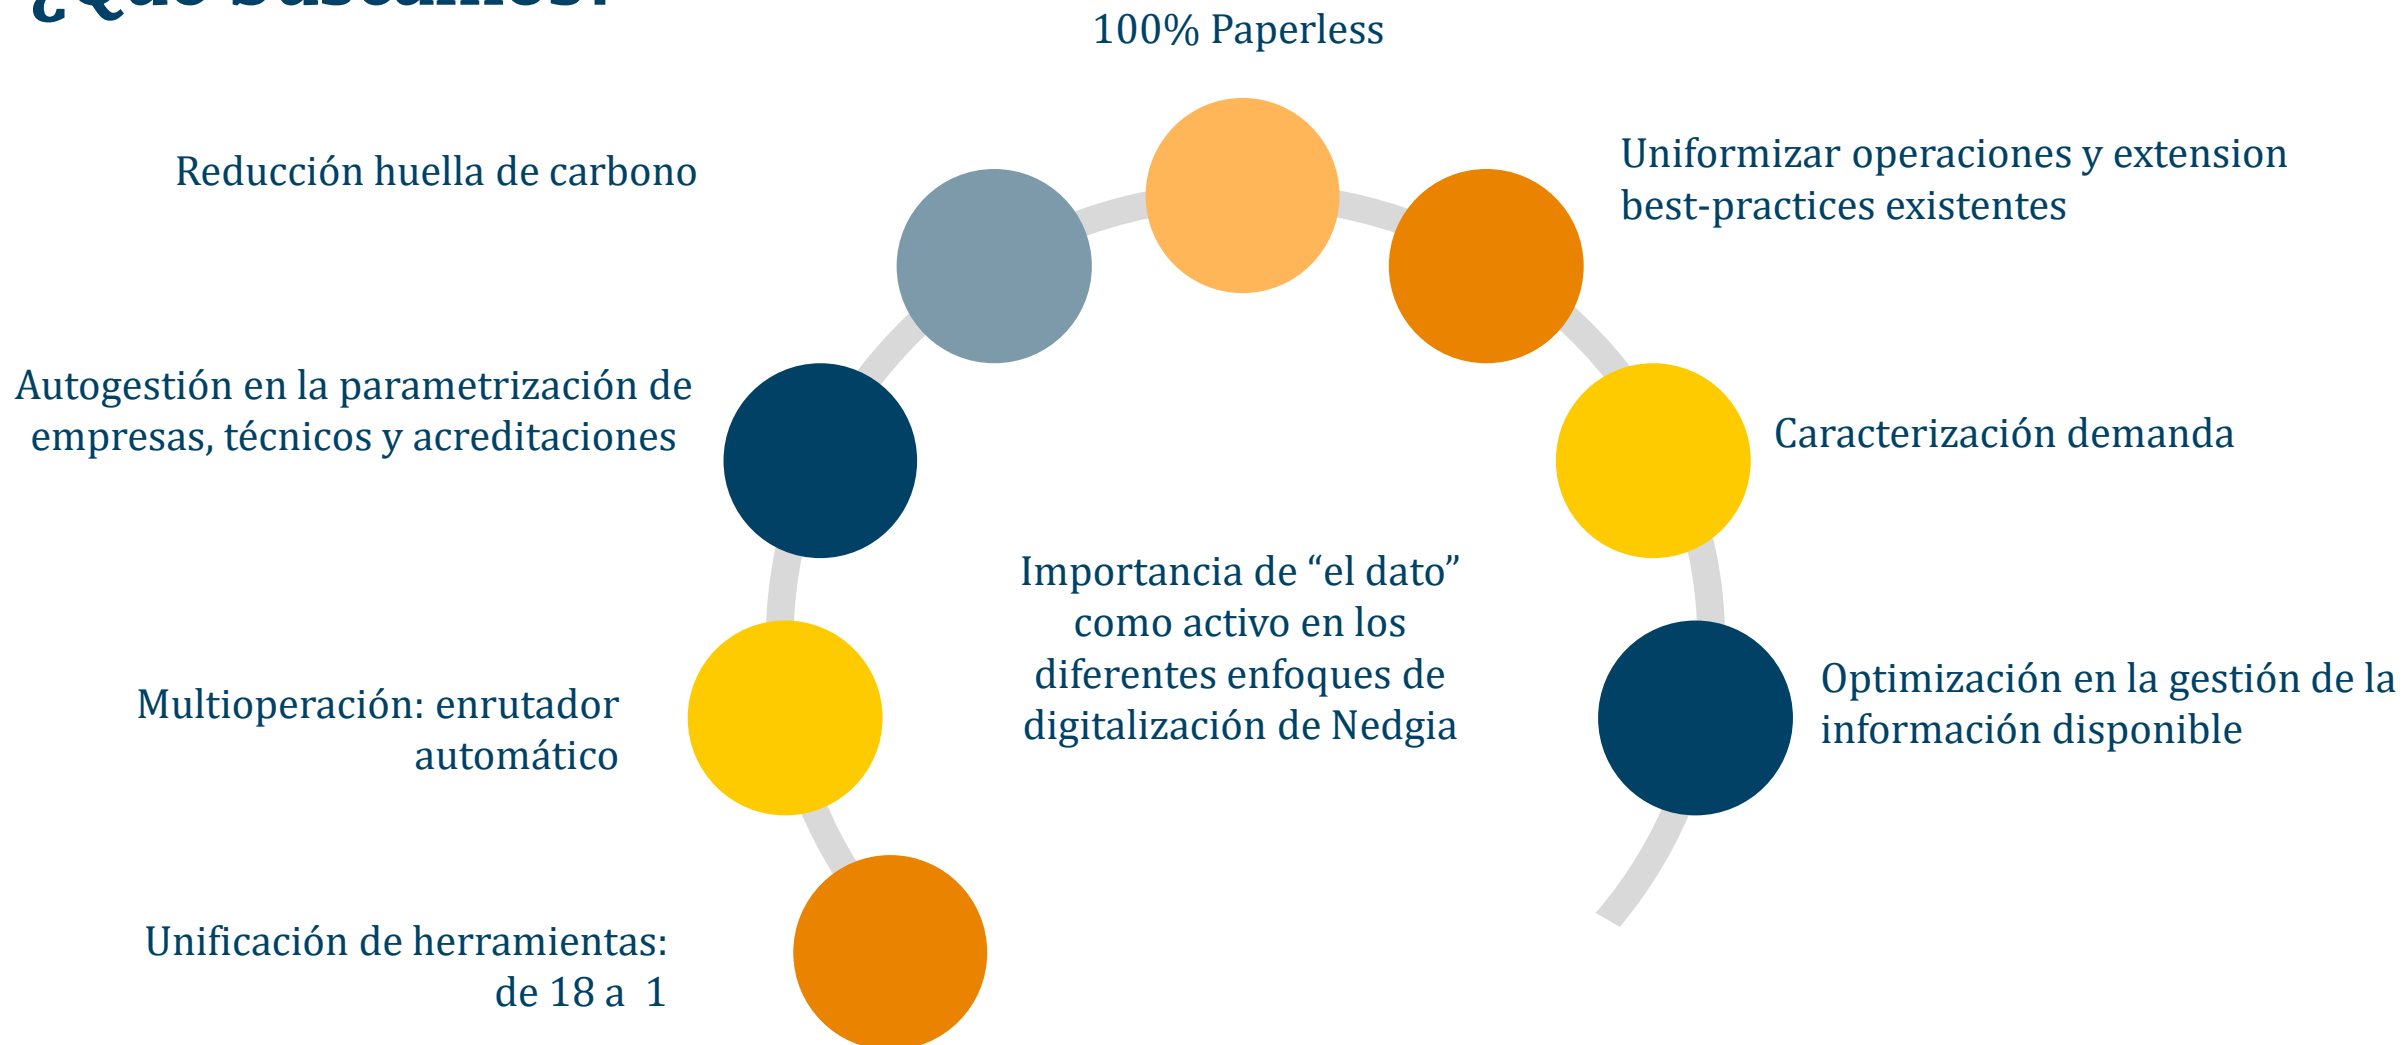 ¿Qué buscamos?
100% Paperless
Reducción huella de carbono
Uniformizar operaciones y extension
best-practices existentes
Autogestión en la parametrización de
empresas, técnicos y acreditaciones
Caracterización demanda
Importancia de “el dato”
como activo en los
diferentes enfoques de
digitalización de Nedgia
Multioperación: enrutador
automático
Optimización en la gestión de la
información disponible
Unificación de herramientas:
de 18 a  1